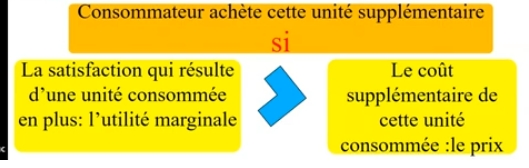 Consommateur achète cette unité supplémentaire
si
La satisfaction qui résulte
d'une unité consommée
en plus: l'utilité marginale
Le coût
supplémentaire de
cette unité
consommée :le prix